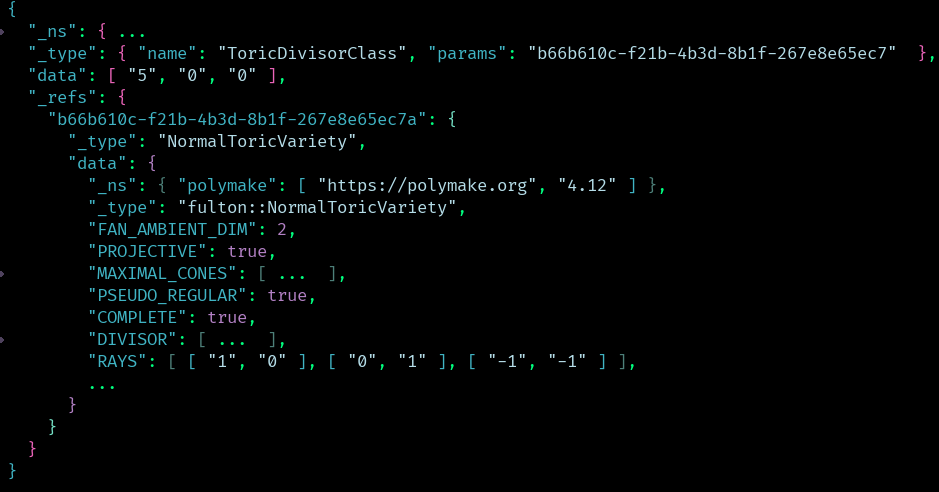 {
  "_ns": { ...
  "_type": { "name": "ToricDivisorClass", "params": "b66b610c-f21b-4b3d-8b1f-267e8e65ec7"  },
  "data": [ "5", "0", "0" ],
  "_refs": {
    "b66b610c-f21b-4b3d-8b1f-267e8e65ec7a": {
      "_type": "NormalToricVariety",
      "data": {
        "_ns": { "polymake": [ "https://polymake.org", "4.12" ] },
        "_type": "fulton::NormalToricVariety",
        "FAN_AMBIENT_DIM": 2,
        "PROJECTIVE": true,
        "MAXIMAL_CONES": [ ...  ],
        "PSEUDO_REGULAR": true,
        "COMPLETE": true,
        "DIVISOR": [ ...  ],
        "RAYS": [ [ "1", "0" ], [ "0", "1" ], [ "-1", "-1" ] ],
        ...
      }
    }
  }
}